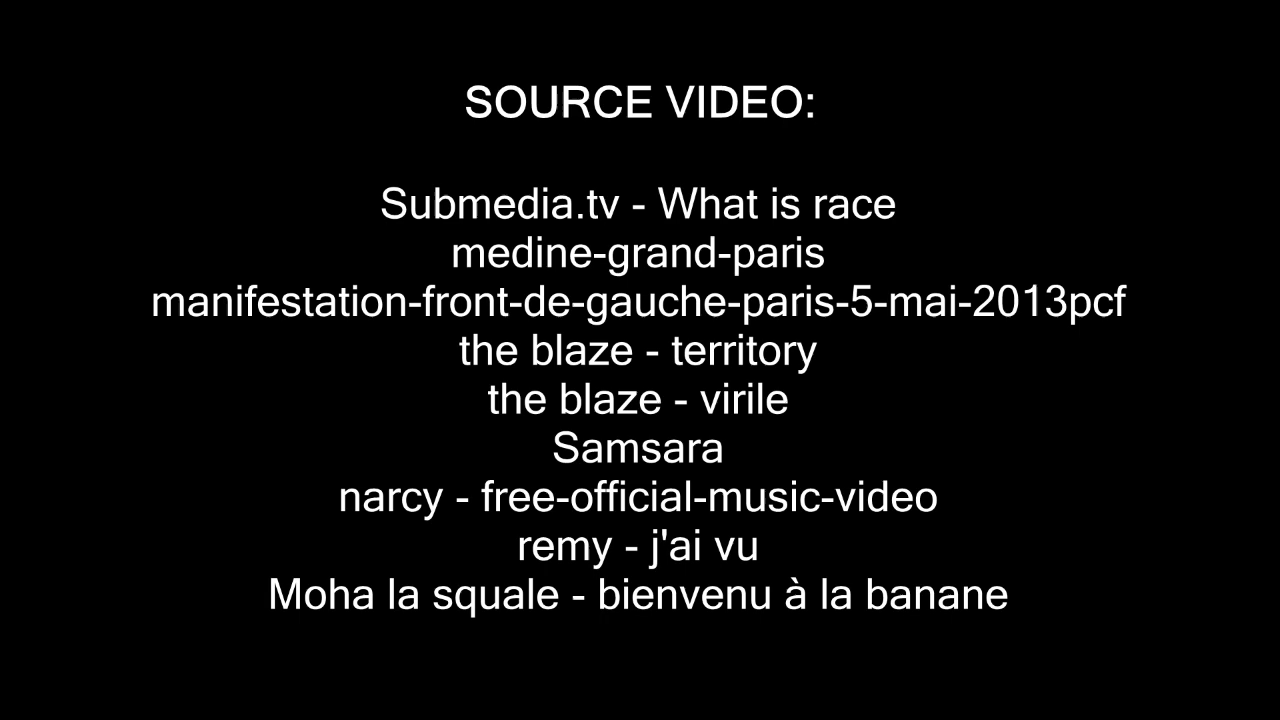 SOURCE VIDEO:
Submedia.tv - What is race
medine-grand-paris
manifestation-front-de-gauche-paris-5-mai-2013pcf
the blaze - territory
the blaze - virile
Samsara
narcy - free-official-music-video
remy - j'ai vu
Moha la squale - bienvenu à la banane